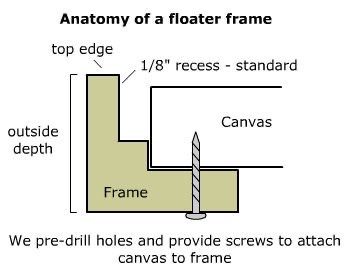 Anatomy of a floater frame
top edge
1/8" recess - standard
outside
depth
Canvas
Frame
We pre-drill holes and provide screws to attach
canvas to frame